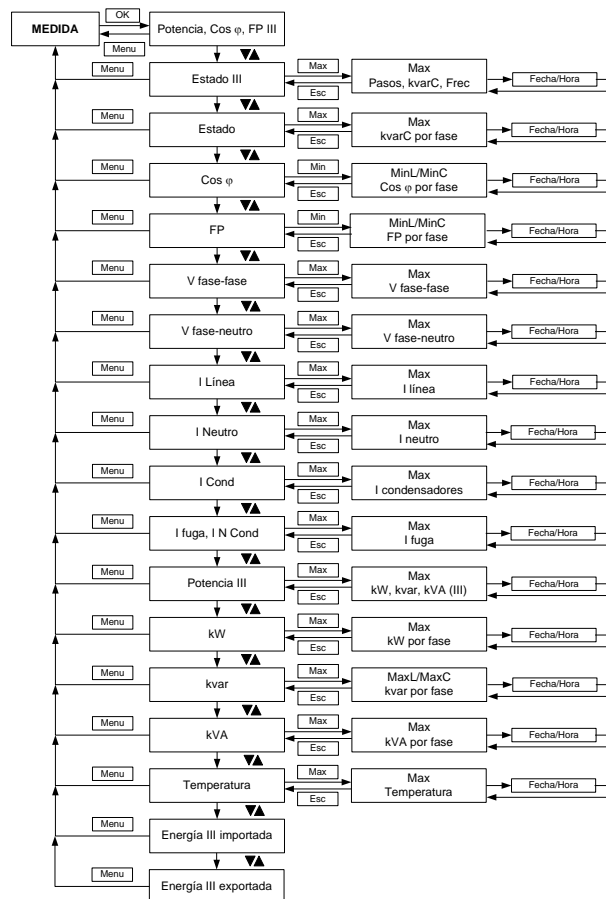 OK
MEDIDA
Potencia, Cos φ, FP III
Menu
Menu
Estado III
Max
Esc
Max
Pasos, kvarC, Frec
Fecha/Hora
Menu
Estado
Max
Esc
Max
kvarC por fase
Fecha/Hora
Menu
Cos φ
Min
Esc
MinL/MinC
Cos φ por fase
Fecha/Hora
Menu
FP
Min
Esc
MinL/MinC
FP por fase
Fecha/Hora
Menu
V fase-fase
Max
Esc
Max
V fase-fase
Fecha/Hora
Menu
V fase-neutro
Max
Esc
Max
V fase-neutro
Fecha/Hora
Menu
I Línea
Max
Esc
Max
I línea
Fecha/Hora
Menu
I Neutro
Max
Esc
Max
I neutro
Fecha/Hora
Menu
I Cond
Max
Esc
Max
I condensadores
Fecha/Hora
Menu
I fuga, I N Cond
Max
Esc
Max
I fuga
Fecha/Hora
Menu
Potencia III
Max
Esc
Max
kW, kvar, kVA (III)
Fecha/Hora
Menu
kW
Max
Esc
Max
kW por fase
Fecha/Hora
Menu
kvar
Max
Esc
MaxL/MaxC
kvar por fase
Fecha/Hora
Menu
kVA
Max
Esc
Max
kVA por fase
Fecha/Hora
Menu
Temperatura
Max
Esc
Max
Temperatura
Fecha/Hora
Menu
Energía III importada
Menu
Energía III exportada